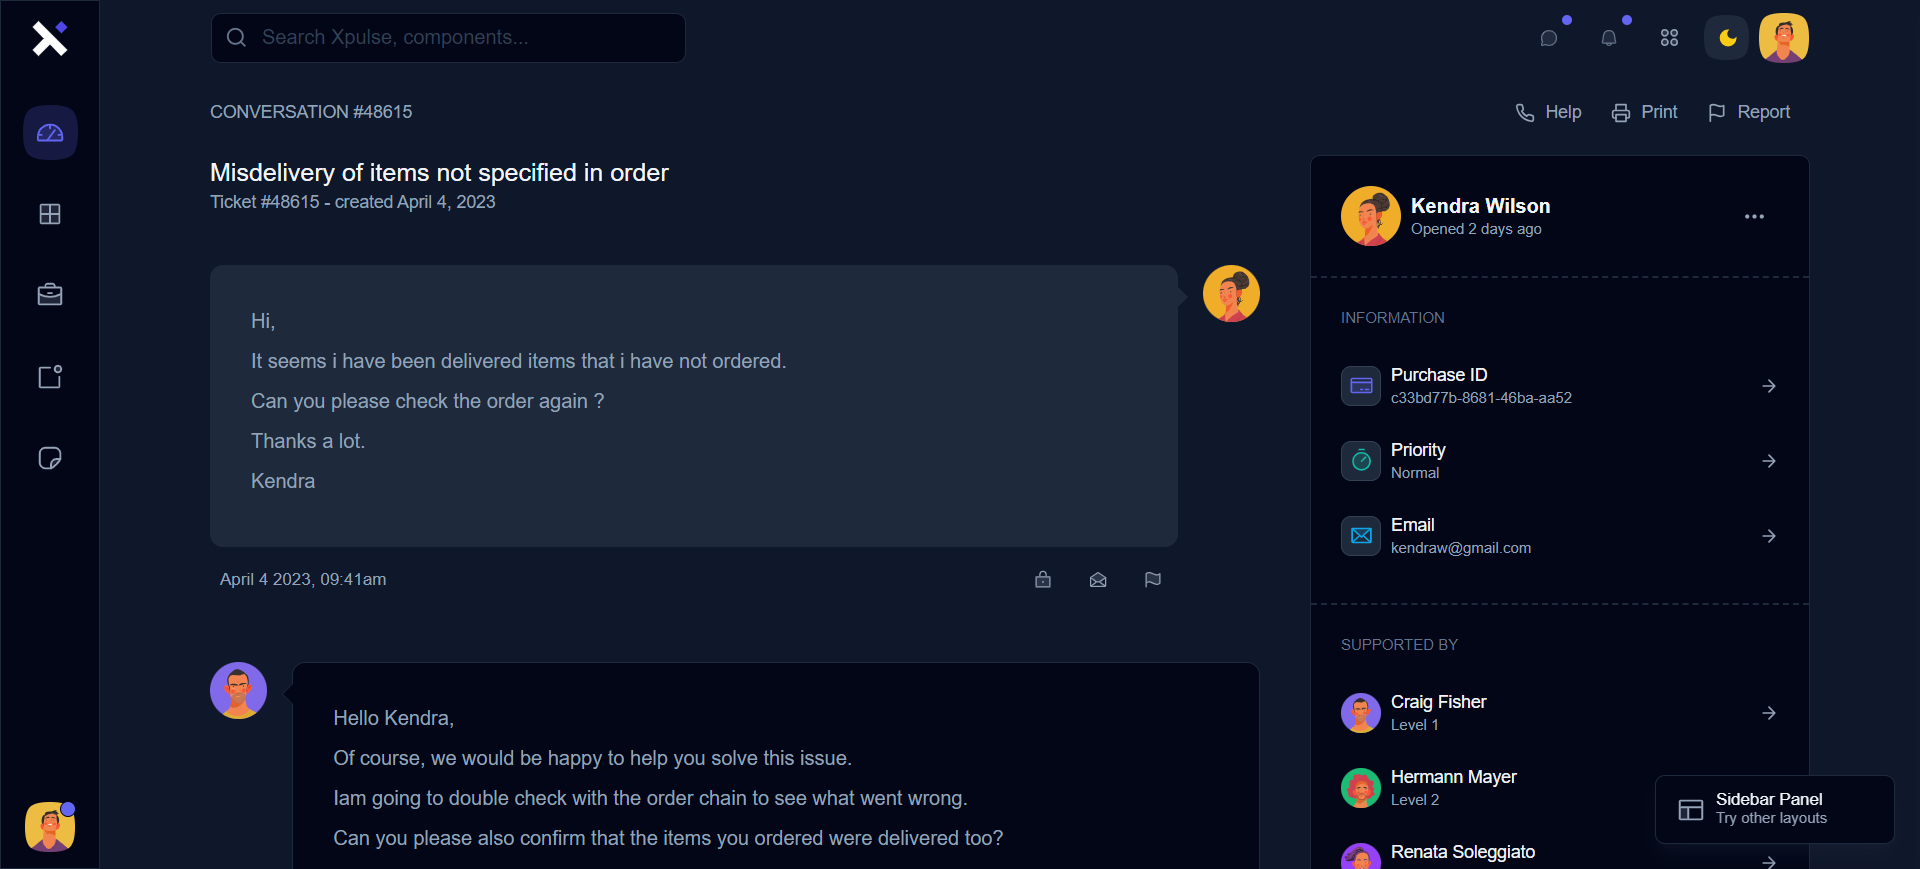 Search Xpulse, components...
CONVERSATION #48615
Help
Print
Report
Misdelivery of items not specified in order
Ticket #48615 - created April 4, 2023
Hi,
It seems i have been delivered items that i have not ordered.
Can you please check the order again ?
Thanks a lot.
Kendra
April 4 2023, 09:41am
Hello Kendra,
Of course, we would be happy to help you solve this issue.
Iam going to double check with the order chain to see what went wrong.
Can you please also confirm that the items you ordered were delivered too?
Kendra Wilson
Opened 2 days ago
INFORMATION
Purchase ID
c33bd77b-8681-46ba-aa52
Priority
Normal
Email
kendraw@gmail.com
SUPPORTED BY
Craig Fisher
Level 1
Hermann Mayer
Level 2
Renata Soleggiato
Sidebar Panel
Try other layouts